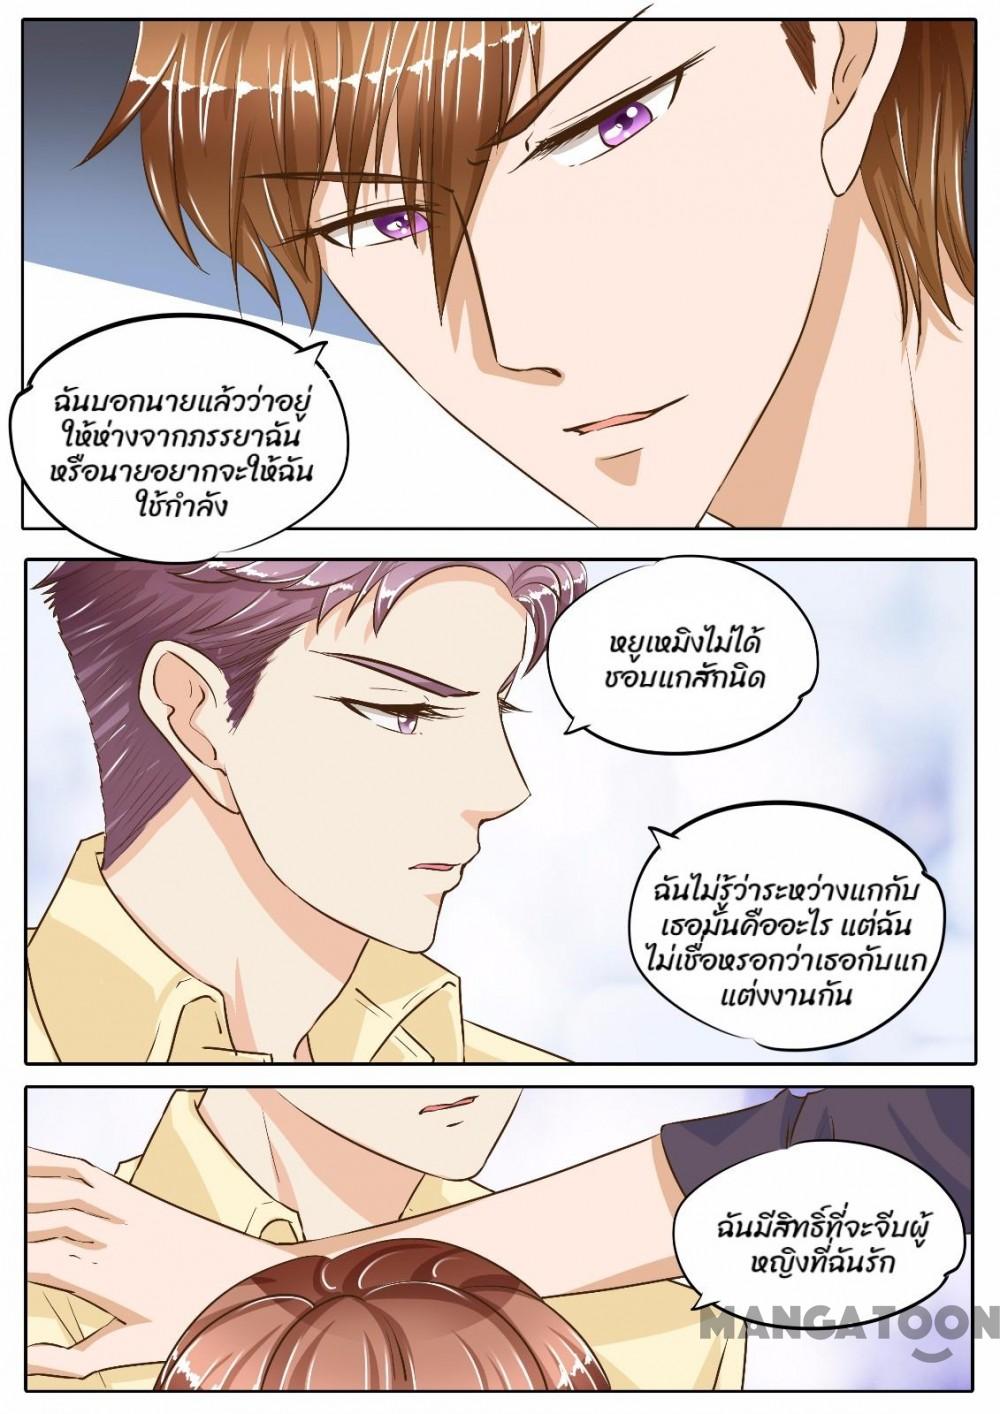 ฉันบอกนายแล้วว่าอยู่
ให้ห่างจากภรรยาฉัน
หรือนายอยากจะให้ฉัน
ใช้กำลัง
หยูเหมิงไม่ได้
ชอบแกสักนิด
ฉันไม่รู้ว่าระหว่างแกกับ
เธอมันคืออะไร แต่ฉัน
ไม่เชื่อหรอกว่าเธอกับแก
แต่งงานกัน
ฉันมีสิทธิ์ที่จะจีบผู้
หญิงที่ฉันรัก
MANGATOON